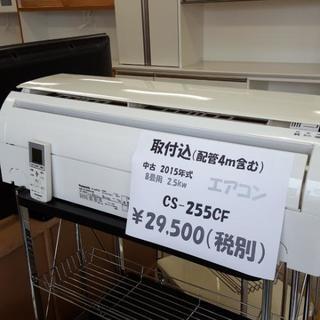 取付込(配管4m含む)
中古 2015年式
8畳用 2.5kw
エアコン
CS-255CF
¥29,500(税別)
Panasonic